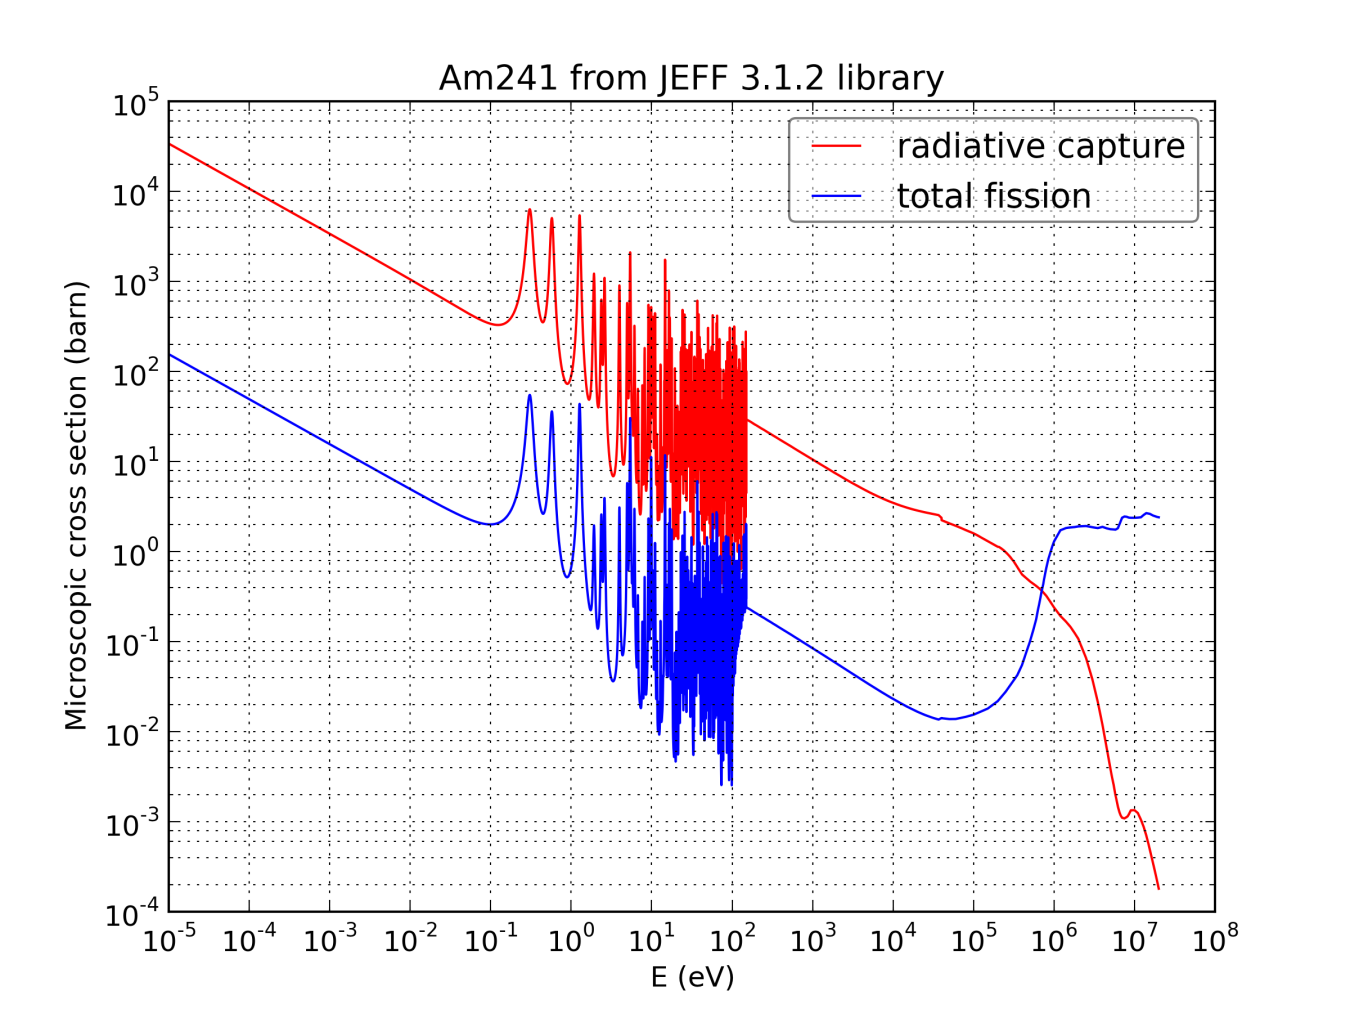 Am241 from JEFF 3.1.2 library
radiative capture
total fission
Microscopic cross section (barn)
10^5
10^4
10^3
10^2
10^1
10^0
10^-1
10^-2
10^-3
10^-4
10^-5 10^-4 10^-3 10^-2 10^-1 10^0 10^1 10^2 10^3 10^4 10^5 10^6 10^7 10^8
E (eV)